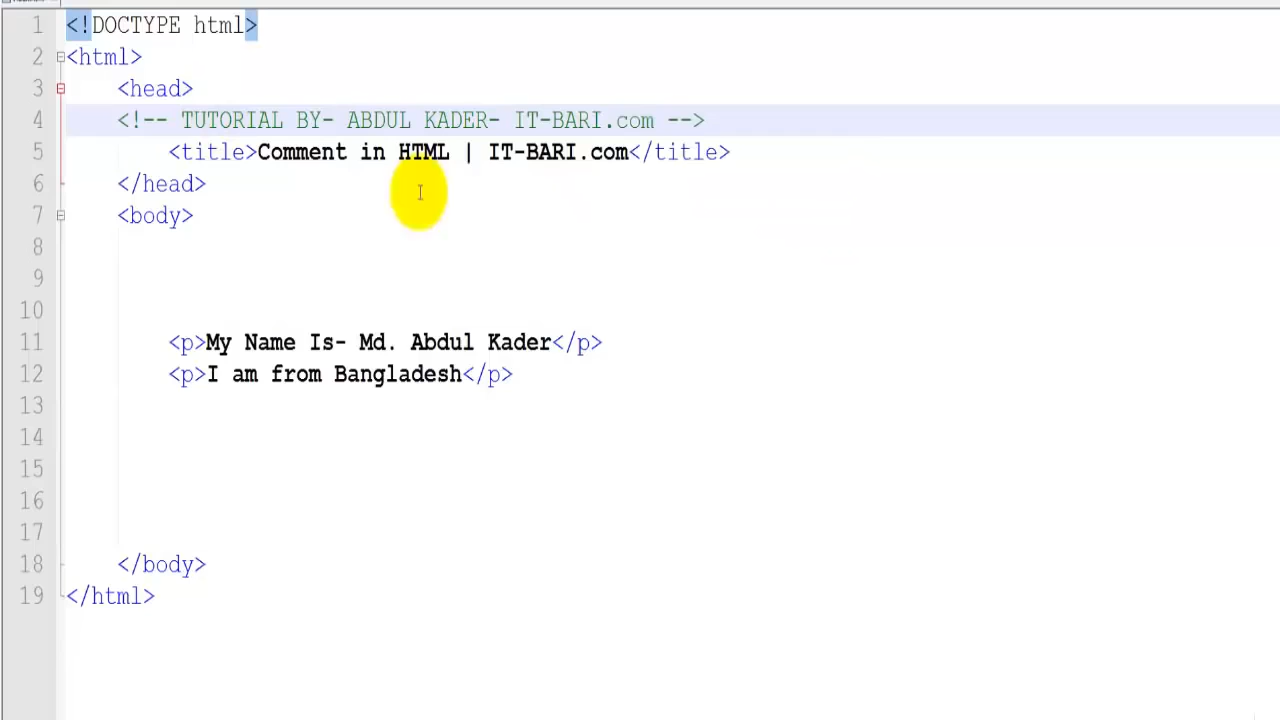 1 <!DOCTYPE html>
2 <html>
3 <head>
4 <!-- TUTORIAL BY- ABDUL KADER- IT-BARI.com -->
5 <title>Comment in HTML | IT-BARI.com</title>
6 </head>
7 <body>
8
9
10
11 <p>My Name Is- Md. Abdul Kader</p>
12 <p>I am from Bangladesh</p>
13
14
15
16
17
18 </body>
19 </html>